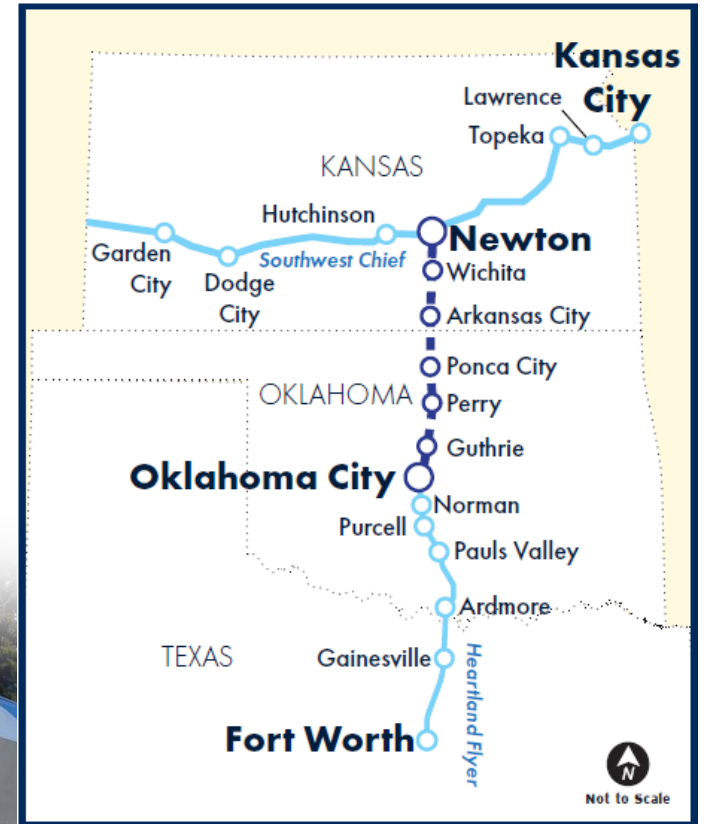 Kansas
City
Lawrence
Topeka
KANSAS
Hutchinson
Newton
Garden
City
Southwest Chief
Dodge
City
Wichita
Arkansas City
Ponca City
OKLAHOMA
Perry
Guthrie
Oklahoma City
Norman
Purcell
Pauls Valley
Ardmore
TEXAS
Gainesville
Heartland Flyer
Fort Worth
N
Not to Scale